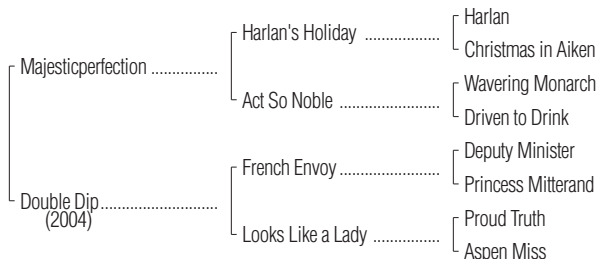 Harlan
Harlan's Holiday ..................
Christmas in Aiken
Majesticperfection ................
Wavering Monarch
Act So Noble ........................
Driven to Drink
Deputy Minister
French Envoy ........................
Princess Mitterand
Double Dip............................
(2004)
Proud Truth
Looks Like a Lady ................
Aspen Miss